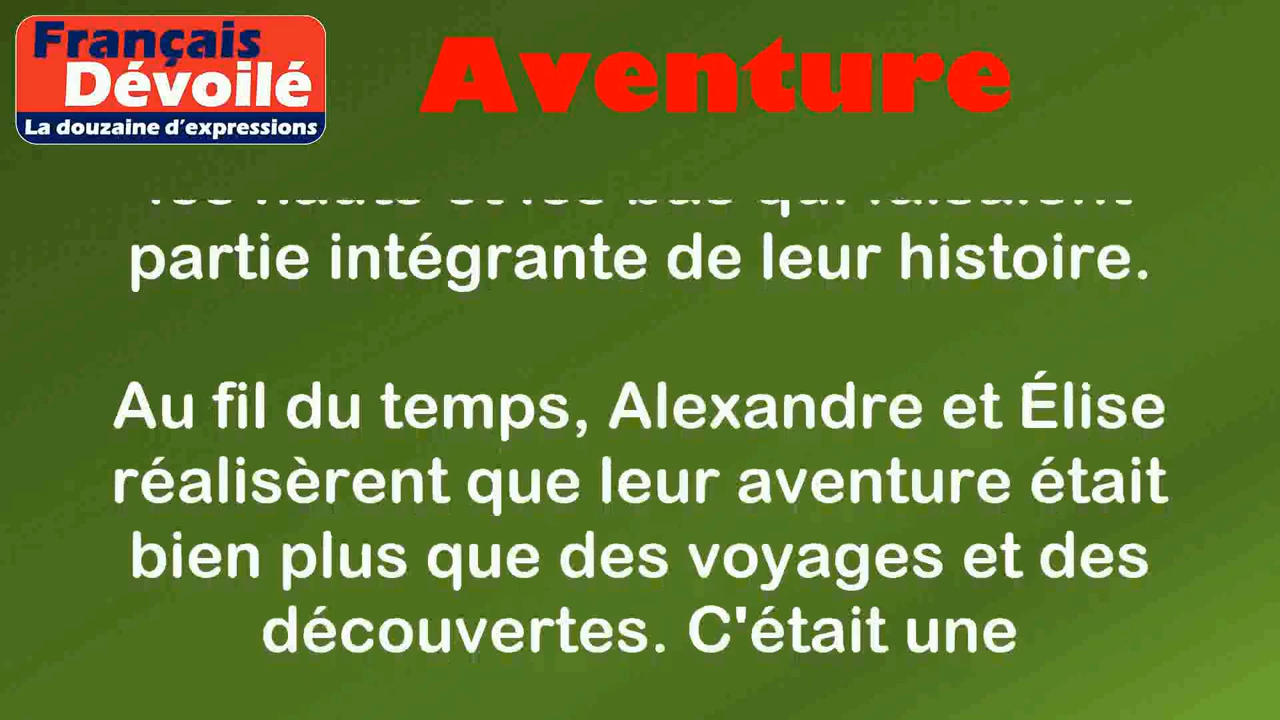 Français
Dévoilé
La douzaine d'expressions
Aventure
partie intégrante de leur histoire.
Au fil du temps, Alexandre et Élise
réalisèrent que leur aventure était
bien plus que des voyages et des
découvertes. C'était une